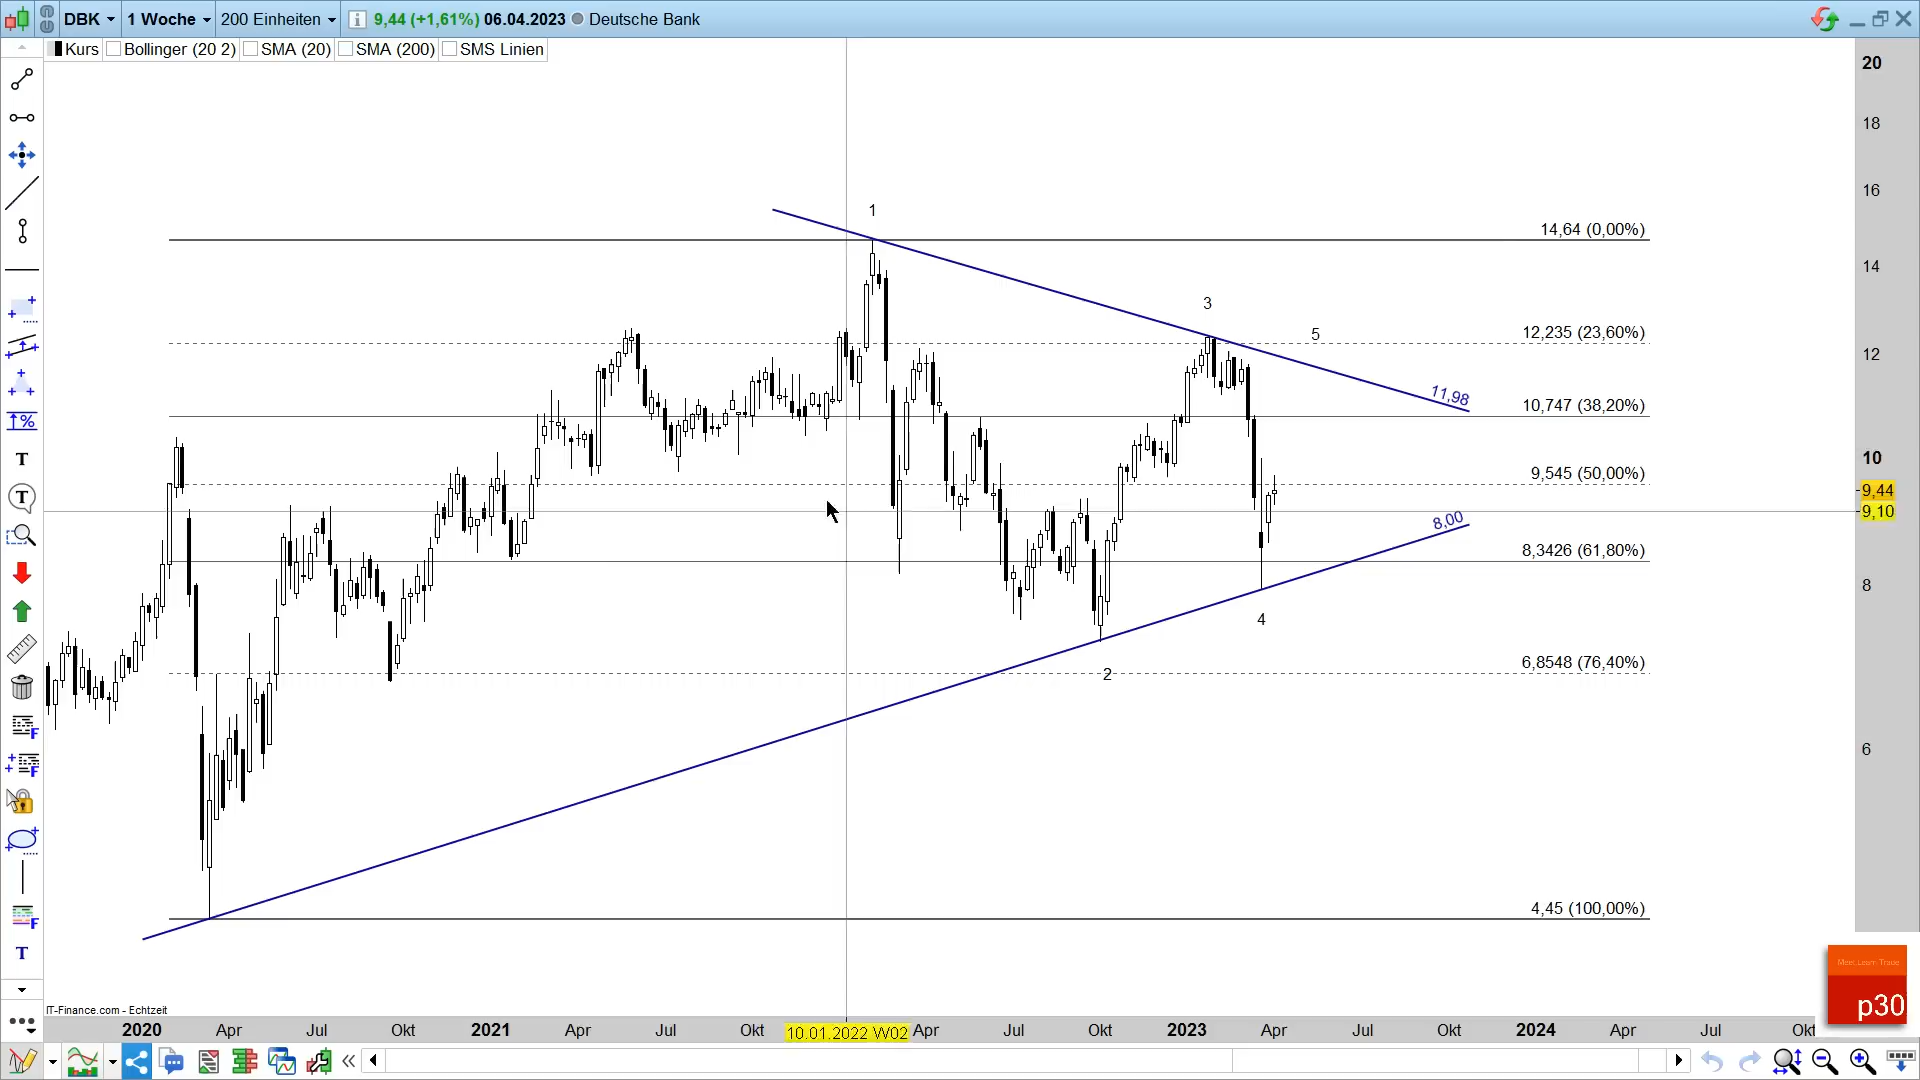 DBK 1 Woche 200 Einheiten 9,44 (+1,61%) 06.04.2023 Deutsche Bank
Kurs Bollinger (20 2) SMA (20) SMA (200) SMS Linien
20
18
16
14
12
10
9,44
9,10
8
6
1
14,64 (0,00%)
3
5
12,235 (23,60%)
11,98
10,747 (38,20%)
9,545 (50,00%)
8,00
8,3426 (61,80%)
4
6,8548 (76,40%)
2
4,45 (100,00%)
T
T
T
%
F
F
F
Meet.Learn.Trade
p30
IT-Finance.com - Echtzeit
2020 Apr Jul Okt 2021 Apr Jul Okt 10.01.2022 W02 Apr Jul Okt 2023 Apr Jul Okt 2024 Apr Jul Okt